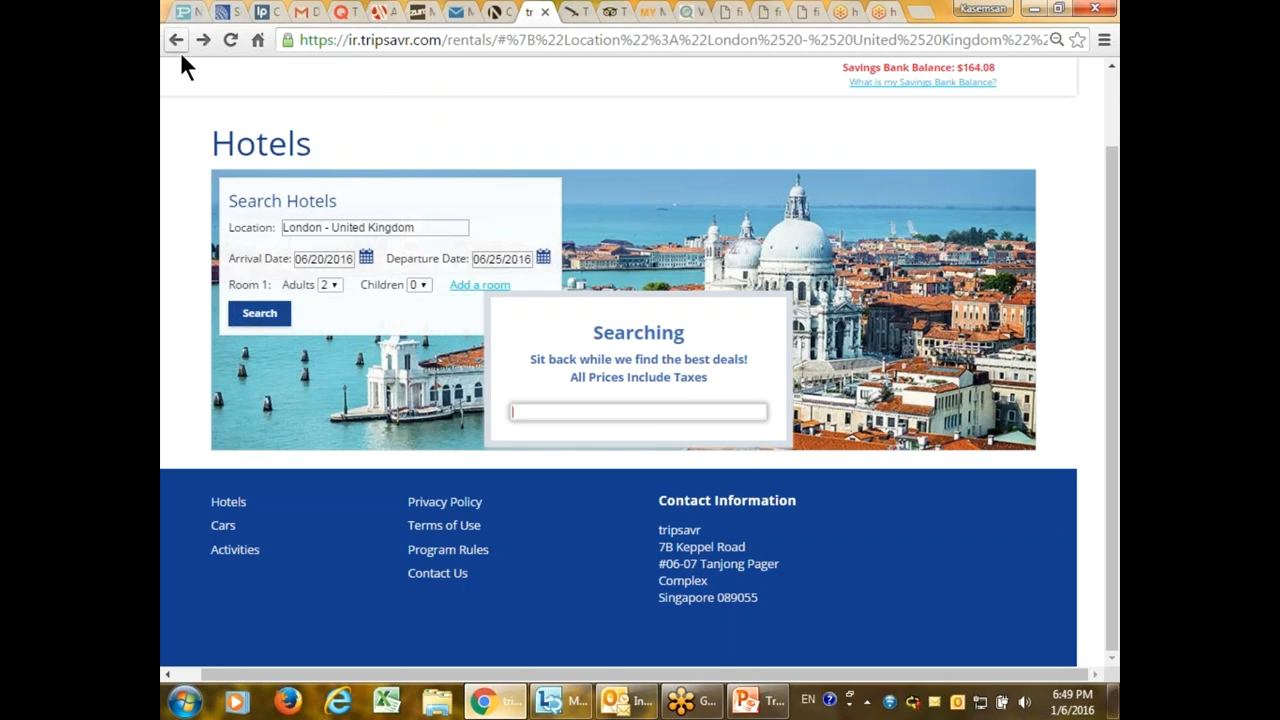 Kasemsan
https://ir.tripsavr.com/rentals/#%7B%22Location%22%3A%22London%2520-%2520United%2520Kingdom%22%2
Savings Bank Balance: $164.08
What is my Savings Bank Balance?
Hotels
Search Hotels
Location: London - United Kingdom
Arrival Date: 06/20/2016 Departure Date: 06/25/2016
Room 1: Adults 2 Children 0 Add a room
Search
Searching
Sit back while we find the best deals!
All Prices Include Taxes
Hotels
Cars
Activities
Privacy Policy
Terms of Use
Program Rules
Contact Us
Contact Information
tripsavr
7B Keppel Road
#06-07 Tanjong Pager
Complex
Singapore 089055
tri... M... In... G... Tr... EN 6:49 PM
1/6/2016